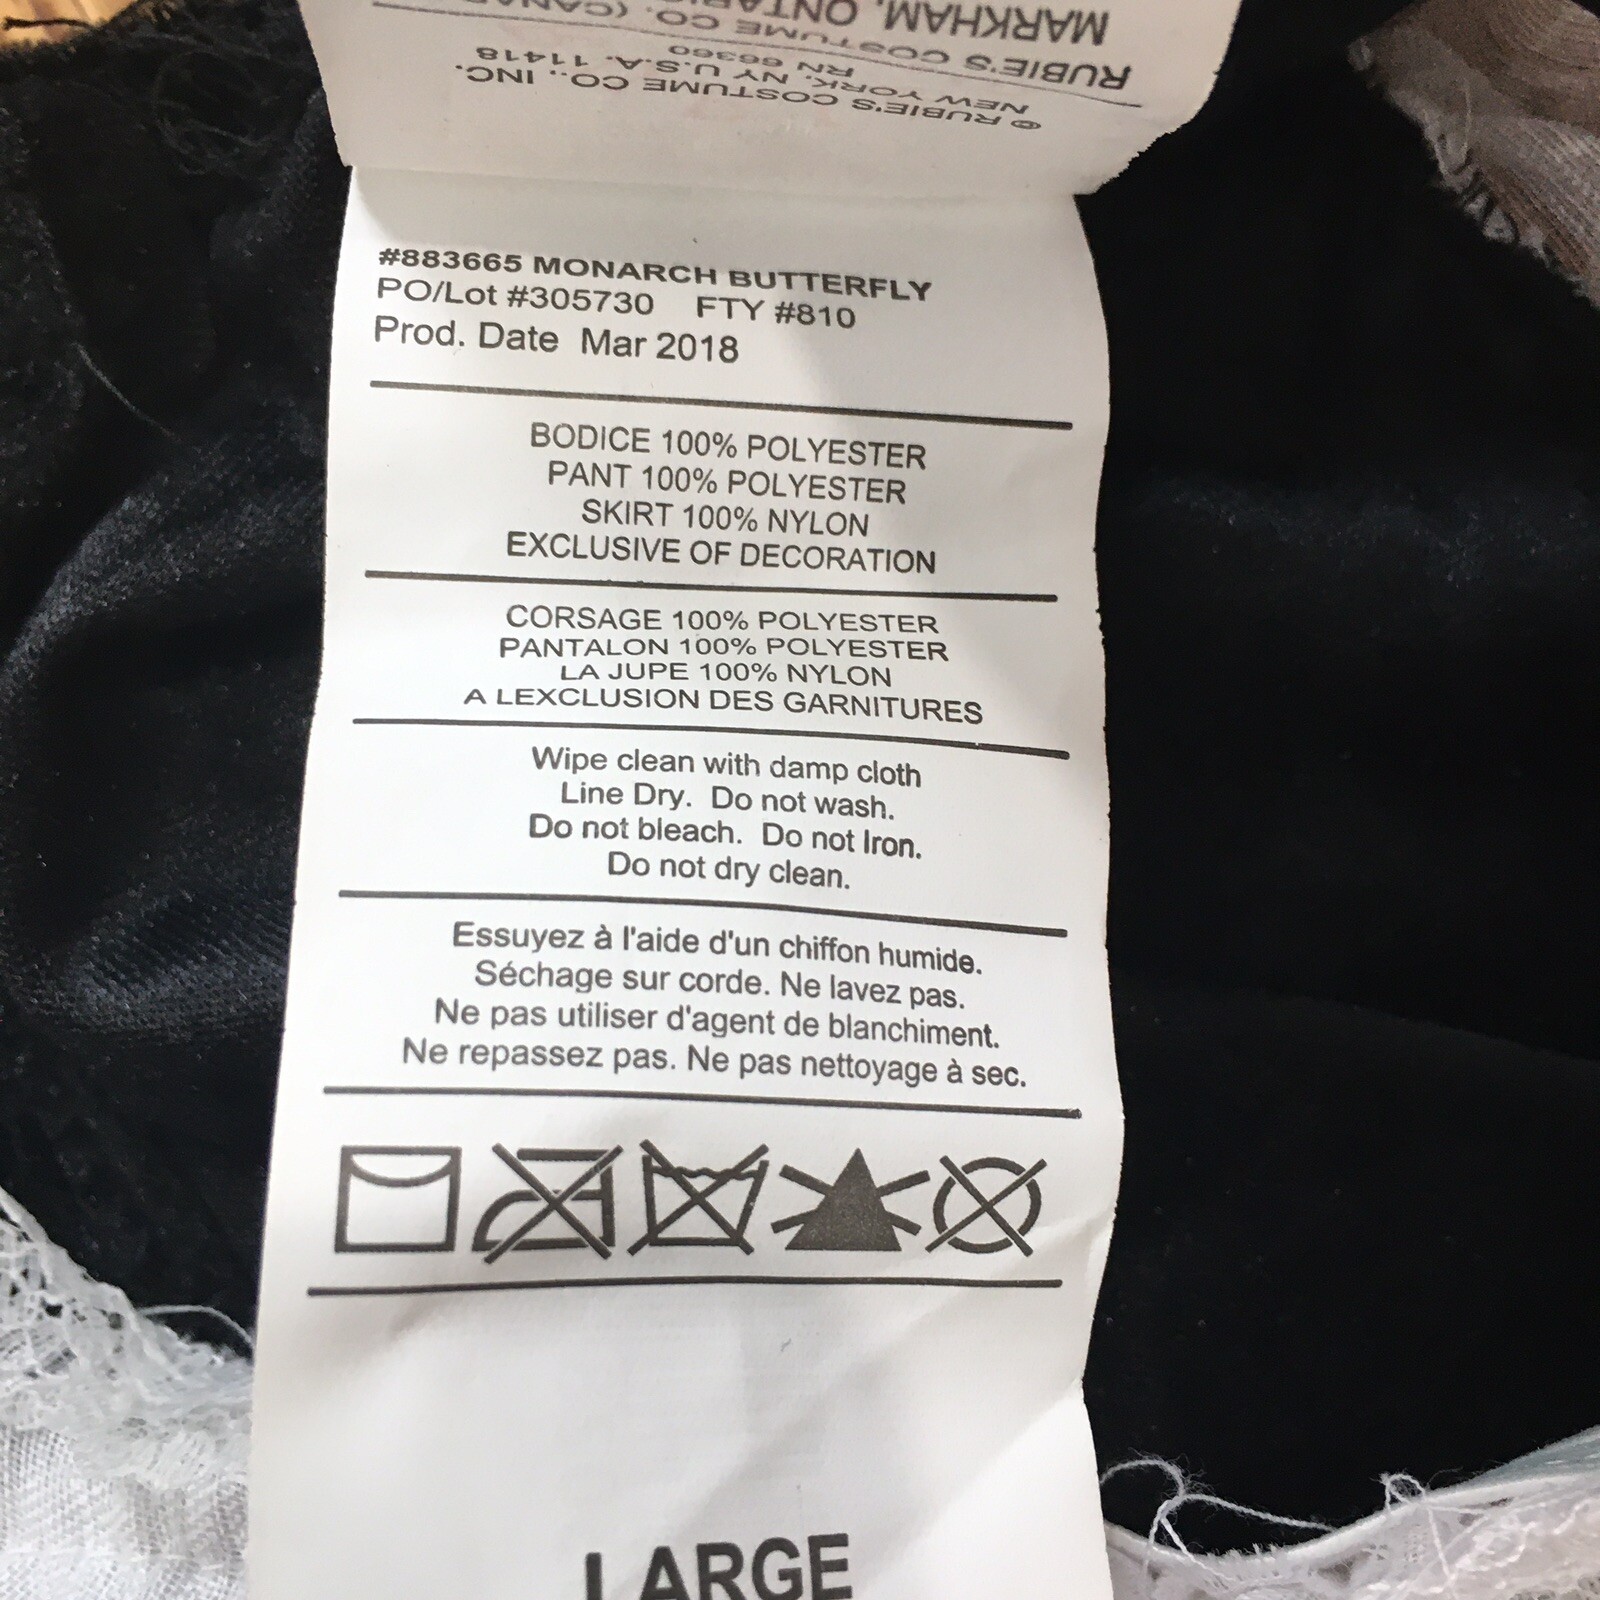 MARKHAM, ONTARIO
RUBIE'S COSTUME CO. (CANADA)
RN 66360
NEW YORK, NY U.S.A. 11418
© RUBIE'S COSTUME CO., INC.
#883665 MONARCH BUTTERFLY
PO/Lot #305730 FTY #810
Prod. Date Mar 2018
BODICE 100% POLYESTER
PANT 100% POLYESTER
SKIRT 100% NYLON
EXCLUSIVE OF DECORATION
CORSAGE 100% POLYESTER
PANTALON 100% POLYESTER
LA JUPE 100% NYLON
A LEXCLUSION DES GARNITURES
Wipe clean with damp cloth
Line Dry. Do not wash.
Do not bleach. Do not Iron.
Do not dry clean.
Essuyez à l'aide d'un chiffon humide.
Séchage sur corde. Ne lavez pas.
Ne pas utiliser d'agent de blanchiment.
Ne repassez pas. Ne pas nettoyage à sec.
LARGE